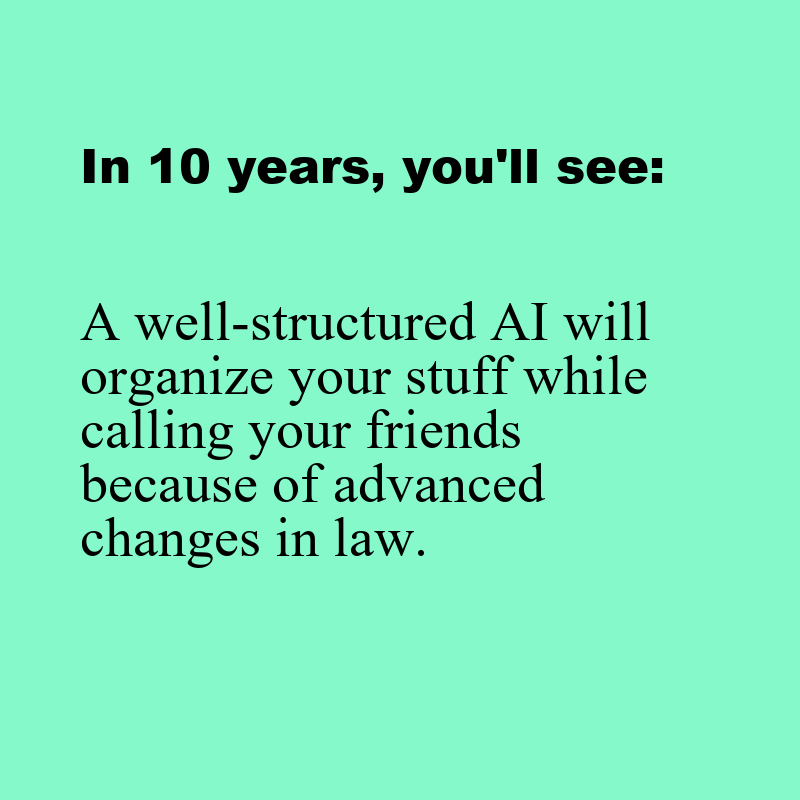 In 10 years, you'll see:
A well-structured AI will
organize your stuff while
calling your friends
because of advanced
changes in law.